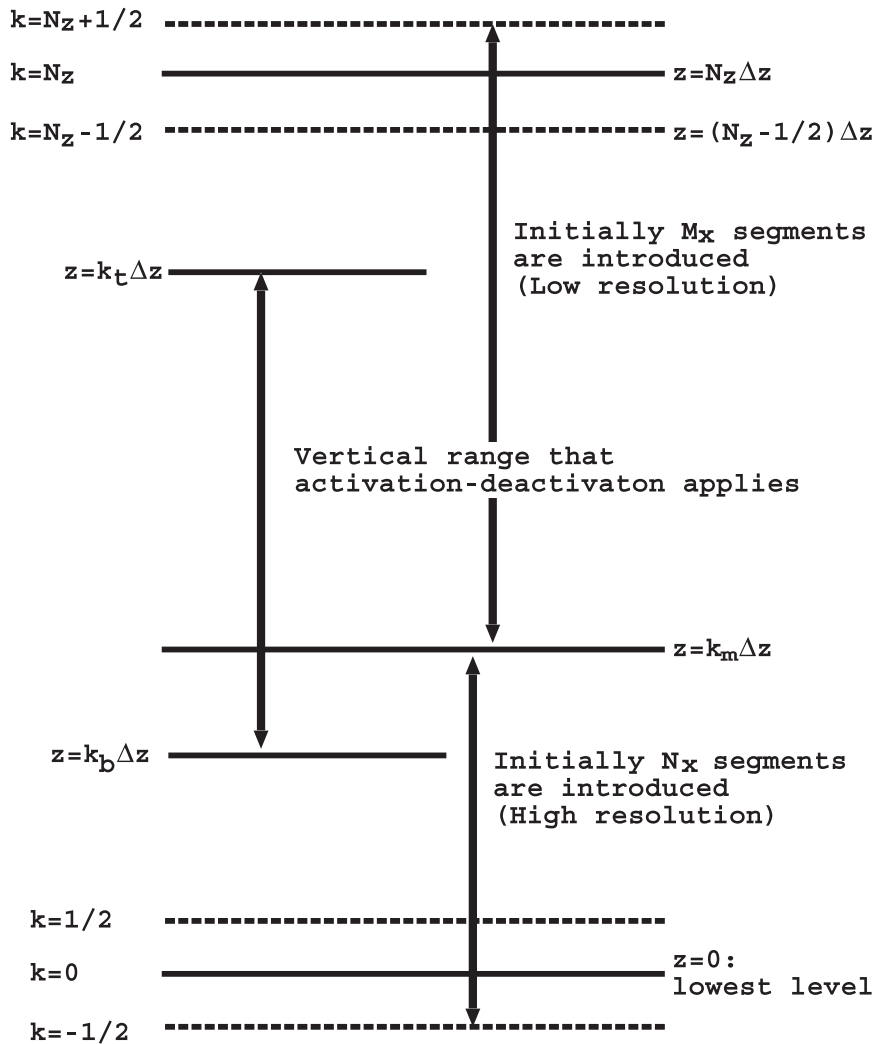 k=Nz+1/2
k=Nz
z=NzΔz
k=Nz-1/2
z=(Nz-1/2)Δz
Initially Mx segments
are introduced
(Low resolution)
z=ktΔz
Vertical range that
activation-deactivaton applies
z=kmΔz
z=kbΔz
Initially Nx segments
are introduced
(High resolution)
k=1/2
k=0
z=0:
lowest level
k=-1/2